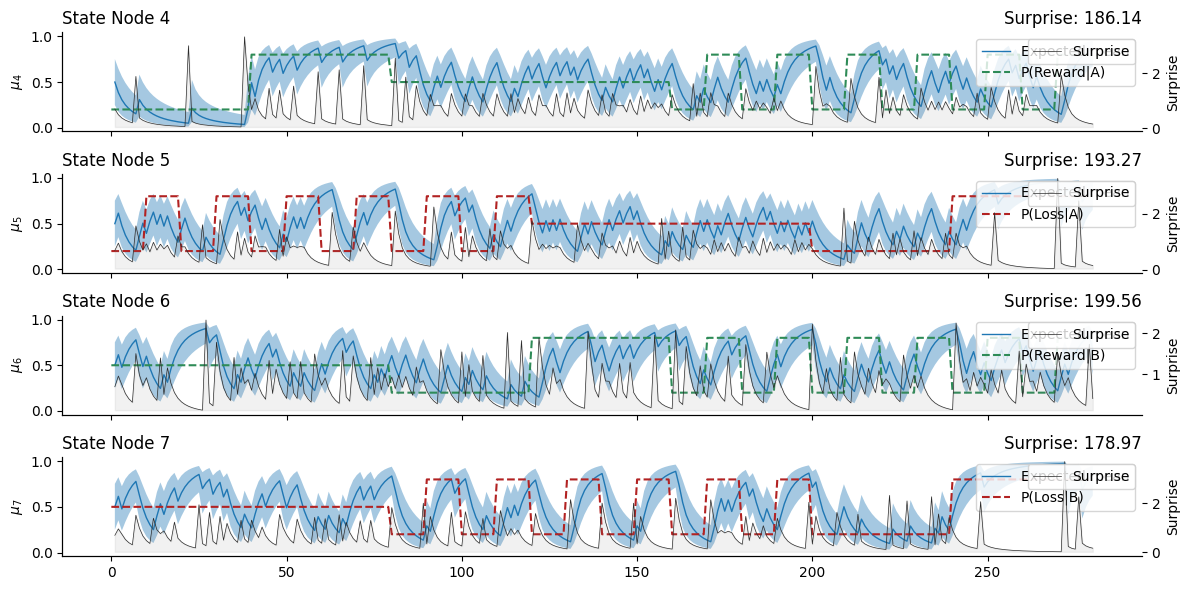 State Node 4 Surprise: 186.14
1.0
0.5
0.0
μ4
2
0
Surprise
Expected
Surprise
P(Reward|A)
State Node 5 Surprise: 193.27
1.0
0.5
0.0
μ5
2
0
Surprise
Surprise
P(Loss|A)
State Node 6 Surprise: 199.56
1.0
0.5
0.0
μ6
2
1
Surprise
Surprise
P(Reward|B)
State Node 7 Surprise: 178.97
1.0
0.5
0.0
μ7
2
0
Surprise
Surprise
P(Loss|B)
0 50 100 150 200 250